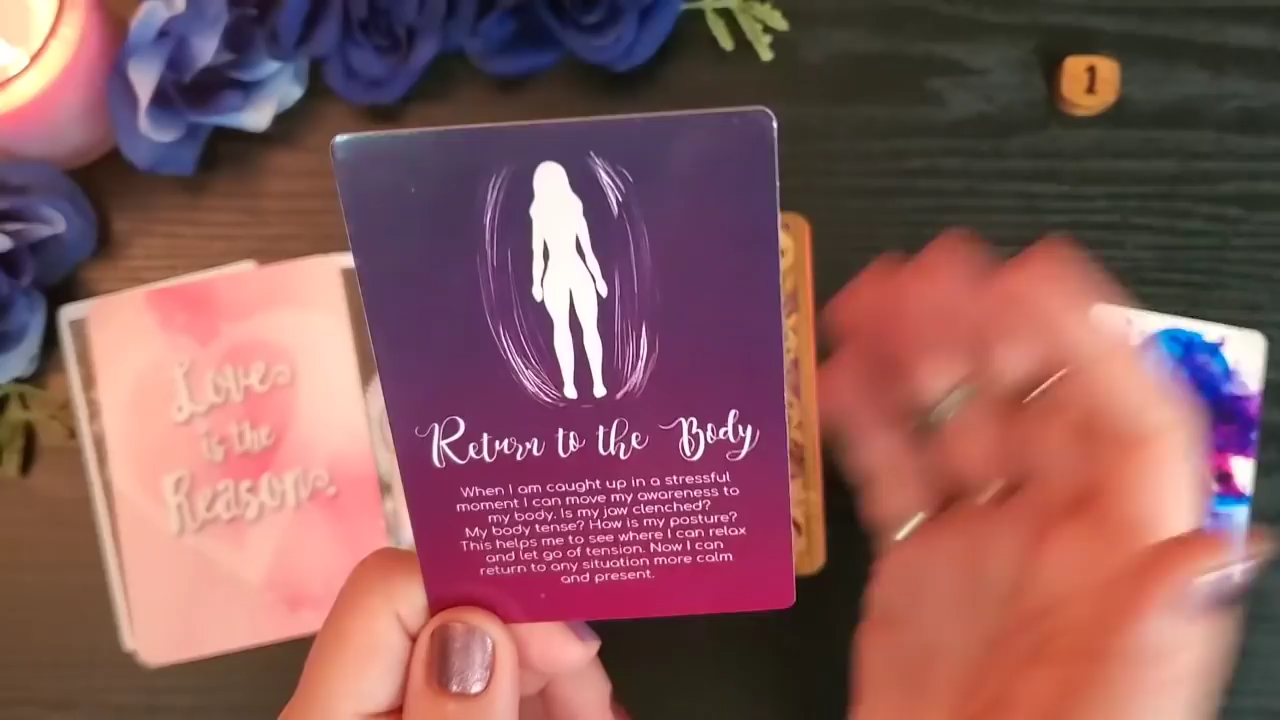 1
Love
is the
Reason.
Return to the Body
When I am caught up in a stressful
moment I can move my awareness to
my body. Is my jaw clenched?
My body tense? How is my posture?
This helps me to see where I can relax
and let go of tension. Now I can
return to any situation more calm
and present.